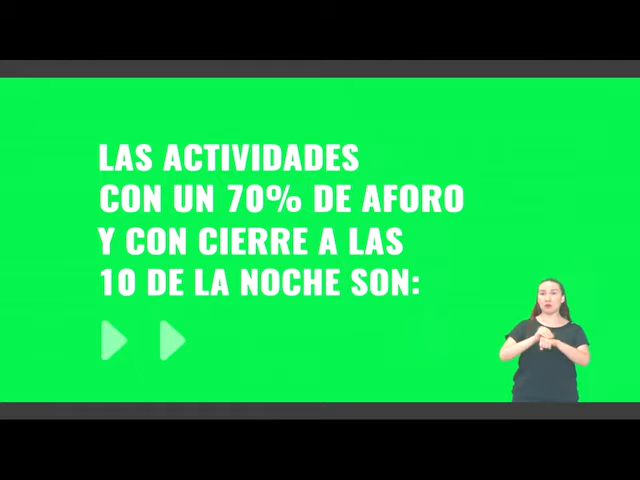 LAS ACTIVIDADES
CON UN 70% DE AFORO
Y CON CIERRE A LAS
10 DE LA NOCHE SON: